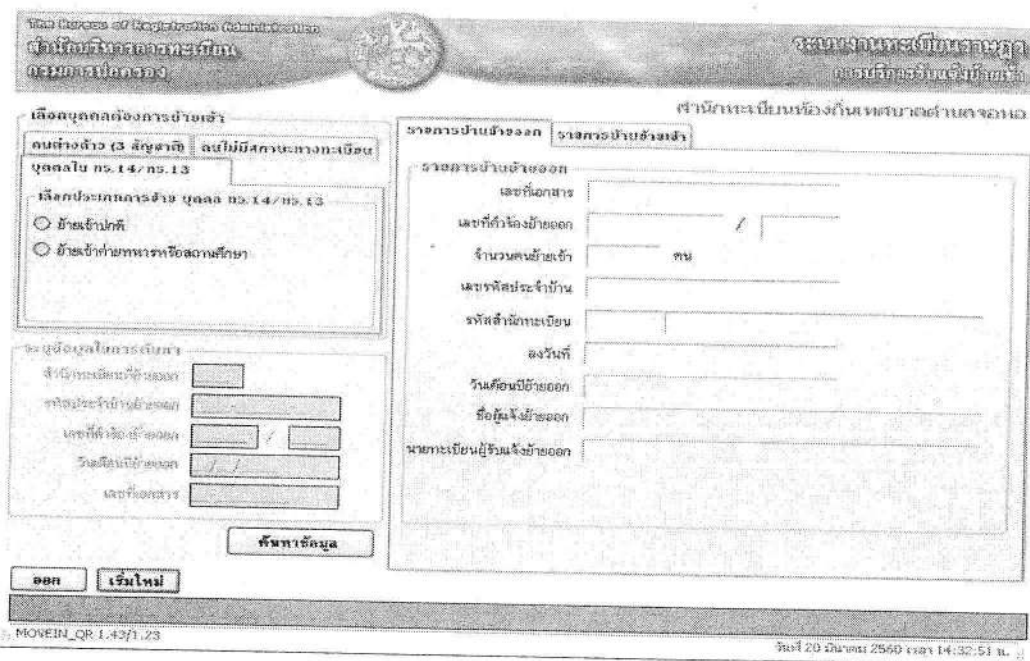 The Bureau of Registration Administration
สำนักบริหารการทะเบียน
กรมการปกครอง
ระบบงานทะเบียนราษฎร
การบริการรับแจ้งย้ายเข้า
สำนักทะเบียนท้องถิ่นเทศบาลตำบลจอหอ
เลือกบุคคลต้องการย้ายเข้า
คนต่างด้าว (3 สัญชาติ) คนไม่มีสถานะทางทะเบียน
บุคคลใน ทร.14/ทร.13
เลือกประเภทการย้าย บุคคล ทร.14/ทร.13
ย้ายเข้าปกติ
ย้ายเข้าค่ายทหารหรือสถานศึกษา
ระบุข้อมูลในการค้นหา
สำนักทะเบียนที่ย้ายออก
รหัสประจำบ้านย้ายออก
เลขที่คำร้องย้ายออก /
วันเดือนปีย้ายออก / /
เลขที่เอกสาร
ค้นหาข้อมูล
ออก เริ่มใหม่
รายการบ้านย้ายออก รายการบ้านย้ายเข้า
รายการบ้านย้ายออก
เลขที่เอกสาร
เลขที่คำร้องย้ายออก /
จำนวนคนย้ายเข้า คน
เลขรหัสประจำบ้าน
รหัสสำนักทะเบียน
ลงวันที่
วันเดือนปีย้ายออก
ชื่อผู้แจ้งย้ายออก
นายทะเบียนผู้รับแจ้งย้ายออก
MOVEIN_QR 1.43/1.23
วันที่ 20 มีนาคม 2560 เวลา 14:32:51 น.